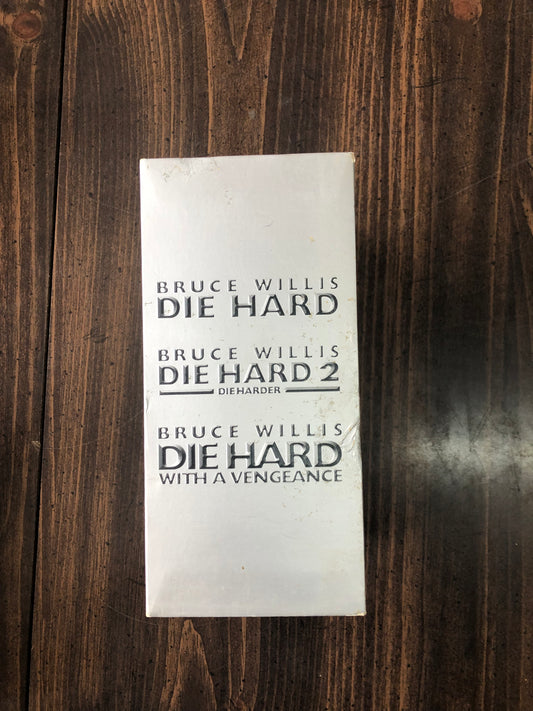 BRUCE WILLIS
DIE HARD
BRUCE WILLIS
DIE HARD 2
DIE HARDER
BRUCE WILLIS
DIE HARD
WITH A VENGEANCE